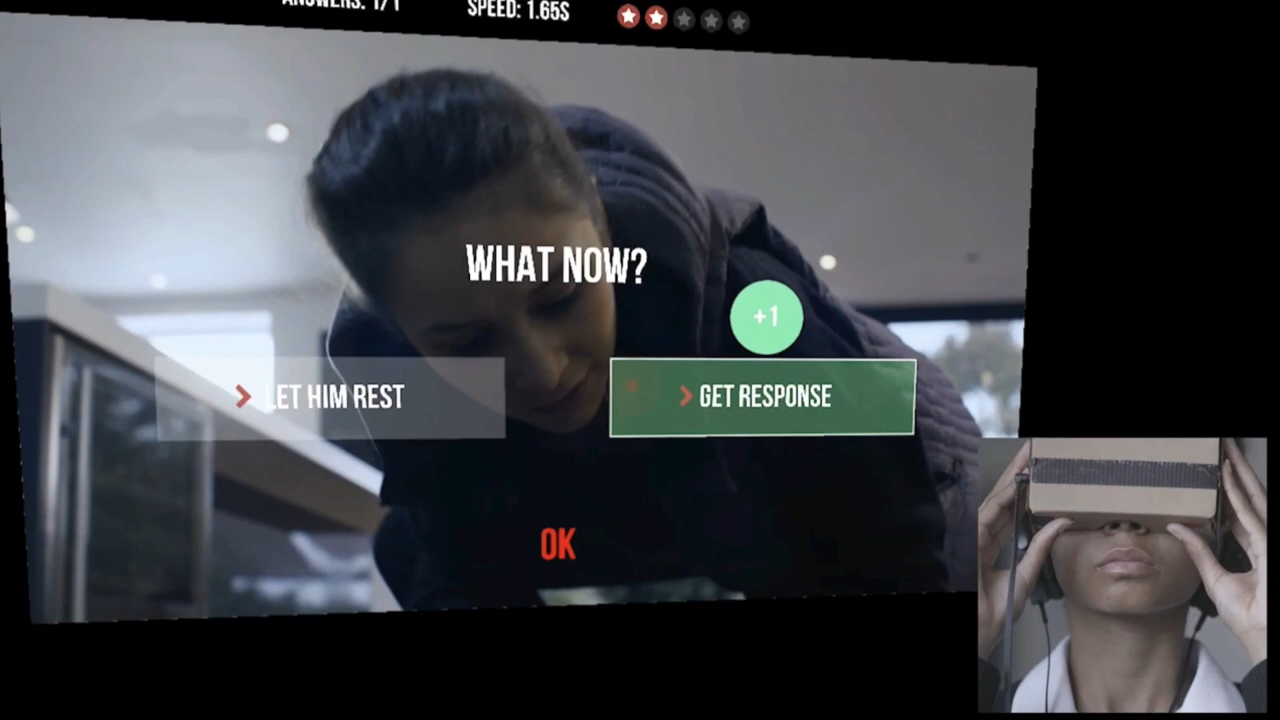 ANSWERS: 1/1
SPEED: 1.65S
WHAT NOW?
+1
LET HIM REST
GET RESPONSE
OK